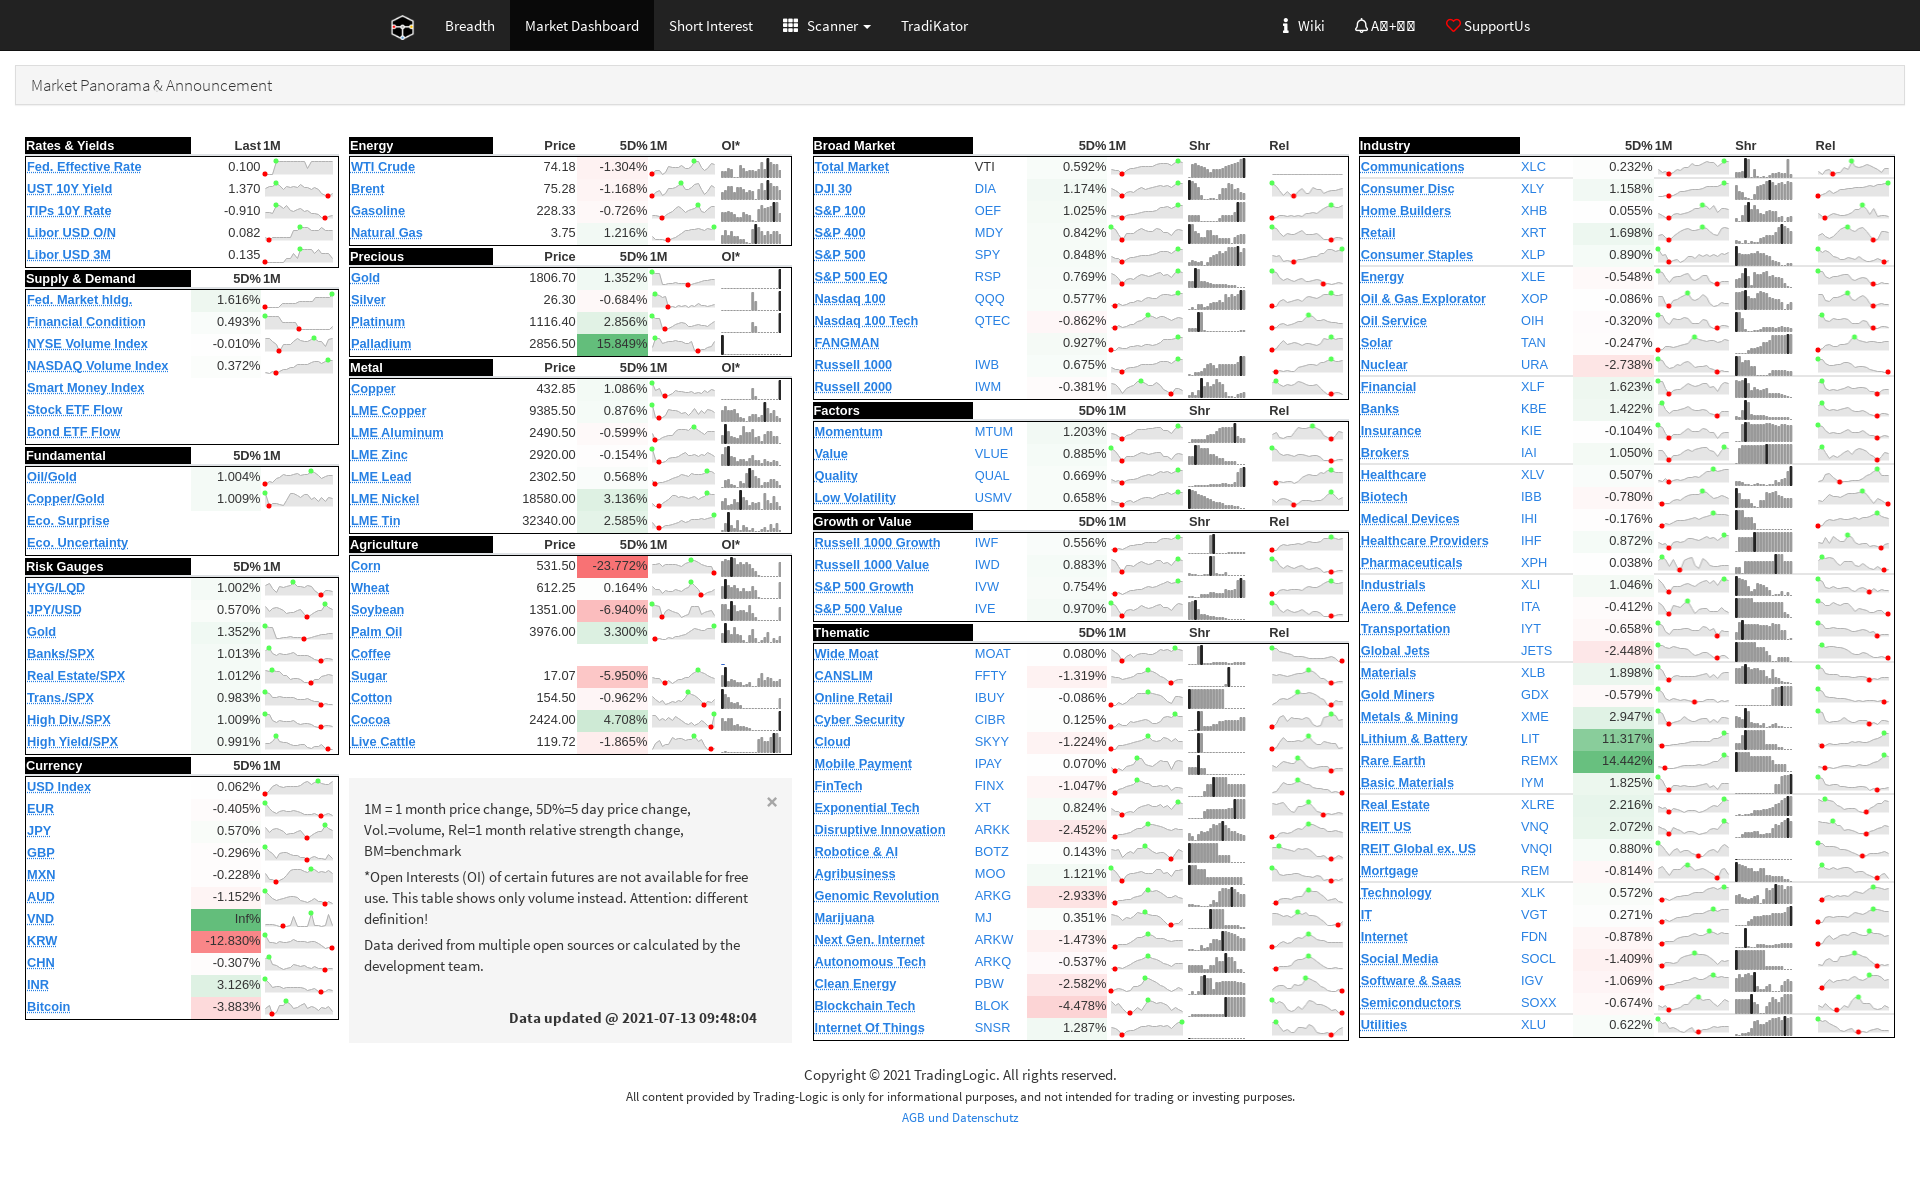 Breadth
Market Dashboard
Short Interest
Scanner
TradiKator
Wiki
SupportUs
Market Panorama & Announcement
Rates & Yields Last 1M
Fed. Effective Rate 0.100
UST 10Y Yield 1.370
TIPs 10Y Rate -0.910
Libor USD O/N 0.082
Libor USD 3M 0.135
Supply & Demand 5D% 1M
Fed. Market hldg. 1.616%
Financial Condition 0.493%
NYSE Volume Index -0.010%
NASDAQ Volume Index 0.372%
Smart Money Index
Stock ETF Flow
Bond ETF Flow
Fundamental 5D% 1M
Oil/Gold 1.004%
Copper/Gold 1.009%
Eco. Surprise
Eco. Uncertainty
Risk Gauges 5D% 1M
HYG/LQD 1.002%
JPY/USD 0.570%
Gold 1.352%
Banks/SPX 1.013%
Real Estate/SPX 1.012%
Trans./SPX 0.983%
High Div./SPX 1.009%
High Yield/SPX 0.991%
Currency 5D% 1M
USD Index 0.062%
EUR -0.405%
JPY 0.570%
GBP -0.296%
MXN -0.228%
AUD -1.152%
VND Inf%
KRW -12.830%
CHN -0.307%
INR 3.126%
Bitcoin -3.883%
Energy Price 5D% 1M OI*
WTI Crude 74.18 -1.304%
Brent 75.28 -1.168%
Gasoline 228.33 -0.726%
Natural Gas 3.75 1.216%
Precious Price 5D% 1M OI*
Gold 1806.70 1.352%
Silver 26.30 -0.684%
Platinum 1116.40 2.856%
Palladium 2856.50 15.849%
Metal Price 5D% 1M OI*
Copper 432.85 1.086%
LME Copper 9385.50 0.876%
LME Aluminum 2490.50 -0.599%
LME Zinc 2920.00 -0.154%
LME Lead 2302.50 0.568%
LME Nickel 18580.00 3.136%
LME Tin 32340.00 2.585%
Agriculture Price 5D% 1M OI*
Corn 531.50 -23.772%
Wheat 612.25 0.164%
Soybean 1351.00 -6.940%
Palm Oil 3976.00 3.300%
Coffee
Sugar 17.07 -5.950%
Cotton 154.50 -0.962%
Cocoa 2424.00 4.708%
Live Cattle 119.72 -1.865%
×
1M = 1 month price change, 5D%=5 day price change,
Vol.=volume, Rel=1 month relative strength change,
BM=benchmark
*Open Interests (OI) of certain futures are not available for free
use. This table shows only volume instead. Attention: different
definition!
Data derived from multiple open sources or calculated by the
development team.
Data updated @ 2021-07-13 09:48:04
Broad Market 5D% 1M Shr Rel
Total Market VTI 0.592%
DJI 30 DIA 1.174%
S&P 100 OEF 1.025%
S&P 400 MDY 0.842%
S&P 500 SPY 0.848%
S&P 500 EQ RSP 0.769%
Nasdaq 100 QQQ 0.577%
Nasdaq 100 Tech QTEC -0.862%
FANGMAN 0.927%
Russell 1000 IWB 0.675%
Russell 2000 IWM -0.381%
Factors 5D% 1M Shr Rel
Momentum MTUM 1.203%
Value VLUE 0.885%
Quality QUAL 0.669%
Low Volatility USMV 0.658%
Growth or Value 5D% 1M Shr Rel
Russell 1000 Growth IWF 0.556%
Russell 1000 Value IWD 0.883%
S&P 500 Growth IVW 0.754%
S&P 500 Value IVE 0.970%
Thematic 5D% 1M Shr Rel
Wide Moat MOAT 0.080%
CANSLIM FFTY -1.319%
Online Retail IBUY -0.086%
Cyber Security CIBR 0.125%
Cloud SKYY -1.224%
Mobile Payment IPAY 0.070%
FinTech FINX -1.047%
Exponential Tech XT 0.824%
Disruptive Innovation ARKK -2.452%
Robotice & AI BOTZ 0.143%
Agribusiness MOO 1.121%
Genomic Revolution ARKG -2.933%
Marijuana MJ 0.351%
Next Gen. Internet ARKW -1.473%
Autonomous Tech ARKQ -0.537%
Clean Energy PBW -2.582%
Blockchain Tech BLOK -4.478%
Internet Of Things SNSR 1.287%
Industry 5D% 1M Shr Rel
Communications XLC 0.232%
Consumer Disc XLY 1.158%
Home Builders XHB 0.055%
Retail XRT 1.698%
Consumer Staples XLP 0.890%
Energy XLE -0.548%
Oil & Gas Explorator XOP -0.086%
Oil Service OIH -0.320%
Solar TAN -0.247%
Nuclear URA -2.738%
Financial XLF 1.623%
Banks KBE 1.422%
Insurance KIE -0.104%
Brokers IAI 1.050%
Healthcare XLV 0.507%
Biotech IBB -0.780%
Medical Devices IHI -0.176%
Healthcare Providers IHF 0.872%
Pharmaceuticals XPH 0.038%
Industrials XLI 1.046%
Aero & Defence ITA -0.412%
Transportation IYT -0.658%
Global Jets JETS -2.448%
Materials XLB 1.898%
Gold Miners GDX -0.579%
Metals & Mining XME 2.947%
Lithium & Battery LIT 11.317%
Rare Earth REMX 14.442%
Basic Materials IYM 1.825%
Real Estate XLRE 2.216%
REIT US VNQ 2.072%
REIT Global ex. US VNQI 0.880%
Mortgage REM -0.814%
Technology XLK 0.572%
IT VGT 0.271%
Internet FDN -0.878%
Social Media SOCL -1.409%
Software & Saas IGV -1.069%
Semiconductors SOXX -0.674%
Utilities XLU 0.622%
Copyright © 2021 TradingLogic. All rights reserved.
All content provided by Trading-Logic is only for informational purposes, and not intended for trading or investing purposes.
AGB und Datenschutz